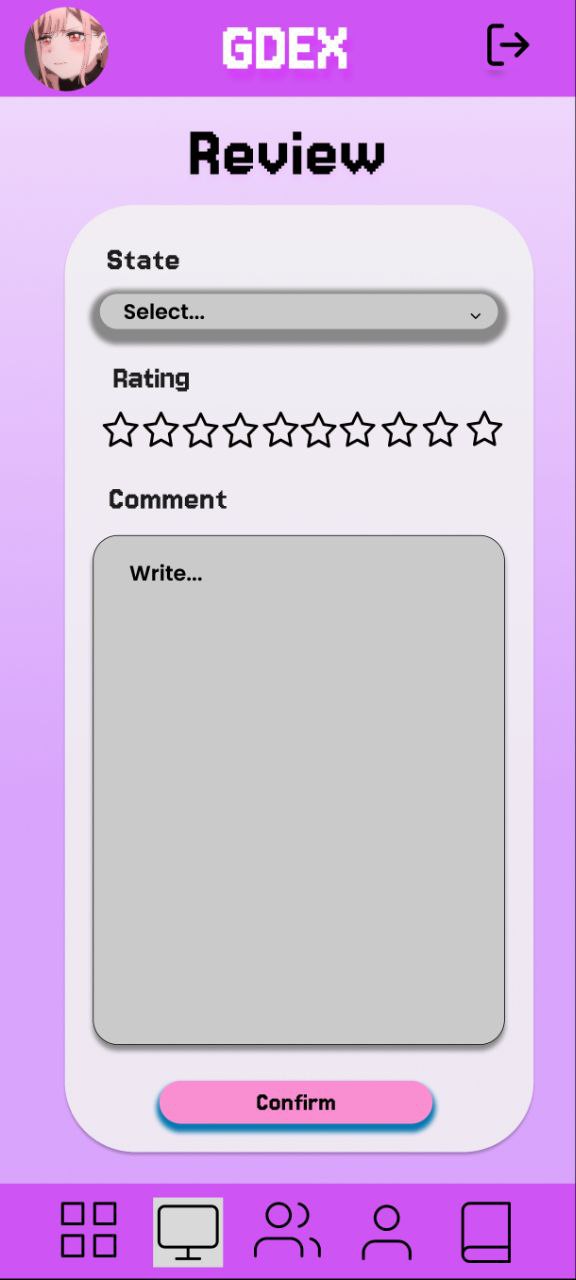 GDEX
Review
State
Select...
Rating
Comment
Write...
Confirm